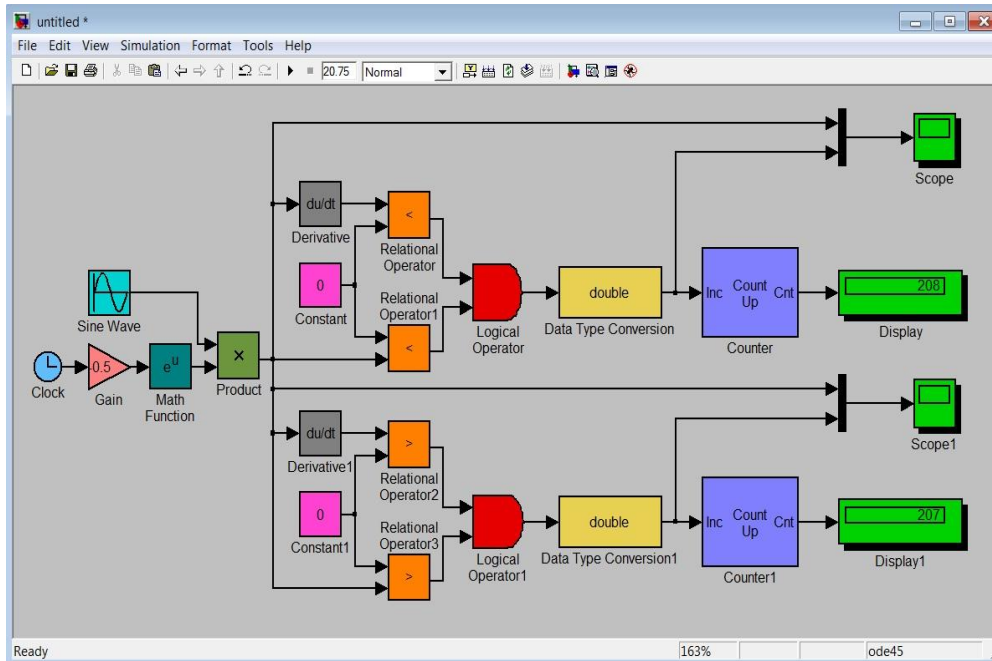 untitled *
File Edit View Simulation Format Tools Help
20.75 Normal
Scope
du/dt
<
Derivative
Relational
Operator
0
Constant
Relational
Operator1
<
Logical
Operator
double
Data Type Conversion
Inc Count Up Cnt
Counter
208
Display
Sine Wave
Clock
-0.5
Gain
e^u
Math
Function
×
Product
Scope1
du/dt
>
Derivative1
Relational
Operator2
0
Constant1
Relational
Operator3
>
Logical
Operator1
double
Data Type Conversion1
Inc Count Up Cnt
Counter1
207
Display1
Ready 163% ode45